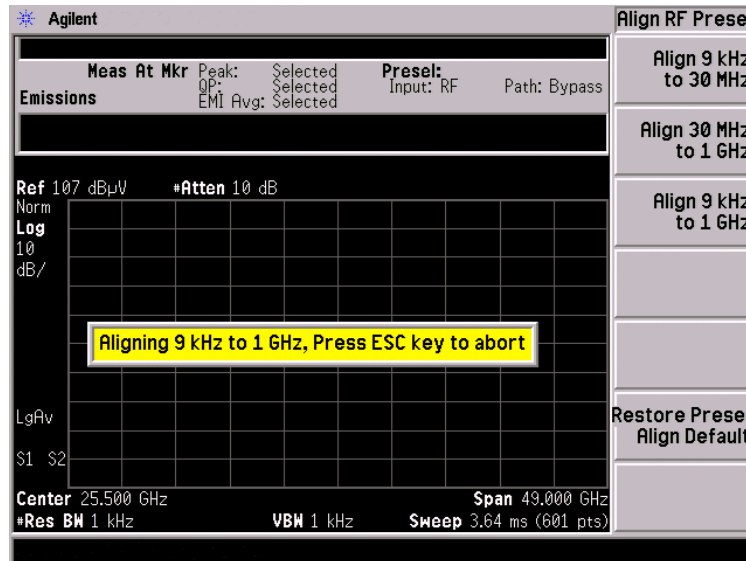 Agilent
Align RF Prese
Meas At Mkr Peak: Selected Presel:
QP: Selected Input: RF Path: Bypass
Emissions EMI Avg: Selected
Align 9 kHz
to 30 MHz
Align 30 MHz
to 1 GHz
Align 9 kHz
to 1 GHz
Restore Prese
Align Default
Ref 107 dBµV #Atten 10 dB
Norm
Log
10
dB/
Aligning 9 kHz to 1 GHz, Press ESC key to abort
LgAv
S1 S2
Center 25.500 GHz Span 49.000 GHz
#Res BW 1 kHz VBW 1 kHz Sweep 3.64 ms (601 pts)